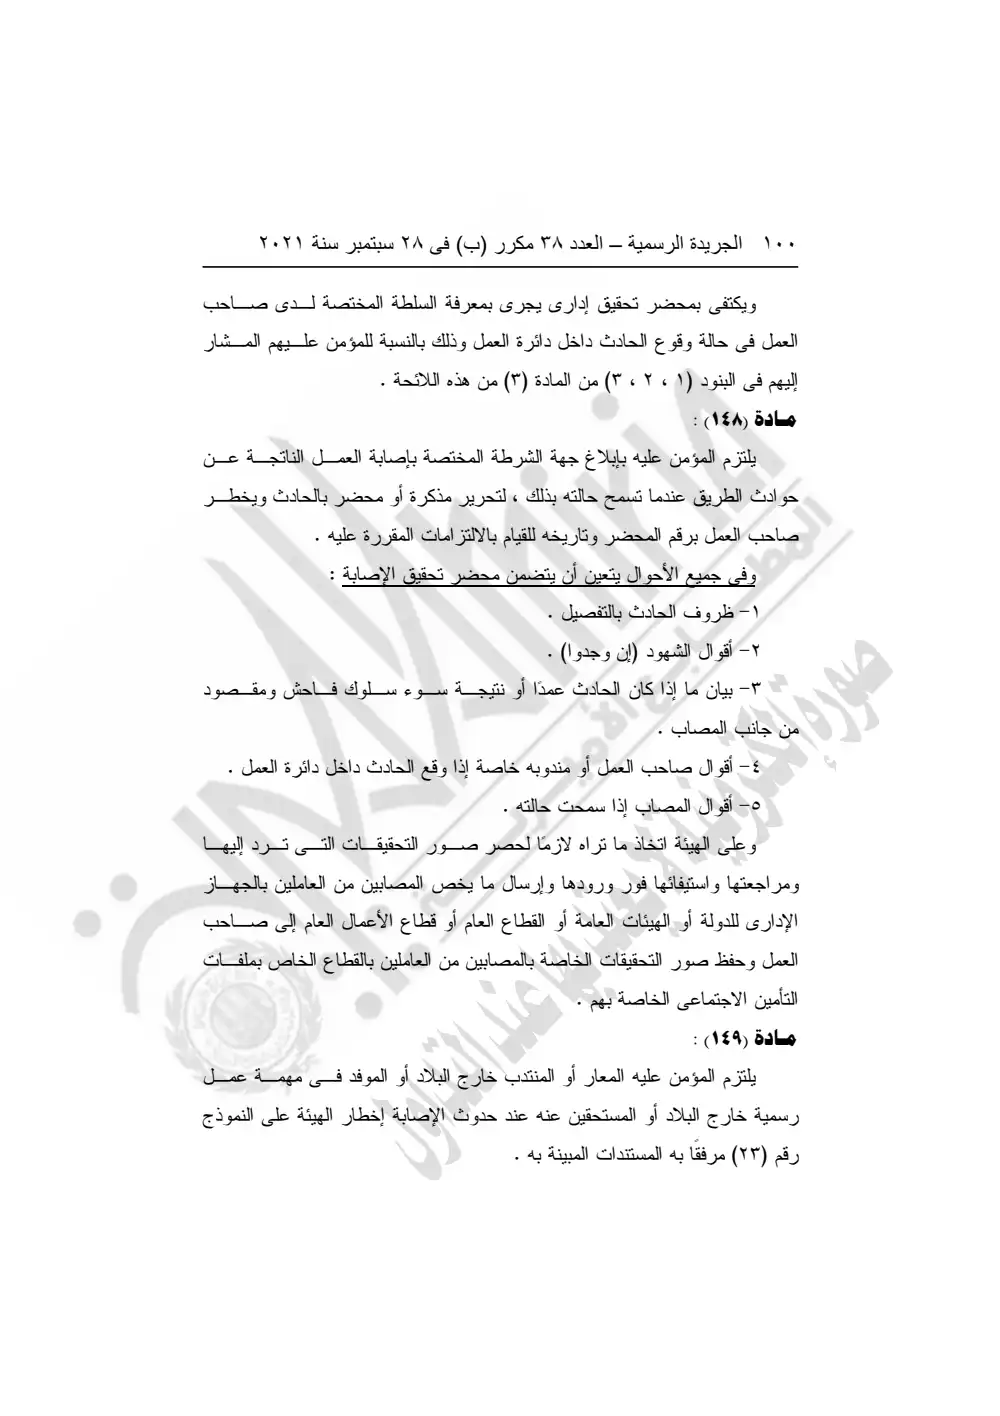 ١٠٠ الجريدة الرسمية – العدد ٣٨ مكرر (ب) فى ٢٨ سبتمبر سنة ٢٠٢١
ويكتفى بمحضر تحقيق إدارى يجرى بمعرفة السلطة المختصة لدى صاحب
العمل فى حالة وقوع الحادث داخل دائرة العمل وذلك بالنسبة للمؤمن عليهم المشار
إليهم فى البنود (١ ، ٢ ، ٣) من المادة (٣) من هذه اللائحة .
مادة (١٤٨) :
يلتزم المؤمن عليه بإبلاغ جهة الشرطة المختصة بإصابة العمل الناتجة عن
حوادث الطريق عندما تسمح حالته بذلك ، لتحرير مذكرة أو محضر بالحادث ويخطر
صاحب العمل برقم المحضر وتاريخه للقيام بالالتزامات المقررة عليه .
وفى جميع الأحوال يتعين أن يتضمن محضر تحقيق الإصابة :
١- ظروف الحادث بالتفصيل .
٢- أقوال الشهود (إن وجدوا) .
٣- بيان ما إذا كان الحادث عمدًا أو نتيجة سوء سلوك فاحش ومقصود
من جانب المصاب .
٤- أقوال صاحب العمل أو مندوبه خاصة إذا وقع الحادث داخل دائرة العمل .
٥- أقوال المصاب إذا سمحت حالته .
وعلى الهيئة اتخاذ ما تراه لازمًا لحصر صور التحقيقات التى ترد إليها
ومراجعتها واستيفائها فور ورودها وإرسال ما يخص المصابين من العاملين بالجهاز
الإدارى للدولة أو الهيئات العامة أو القطاع العام أو قطاع الأعمال العام إلى صاحب
العمل وحفظ صور التحقيقات الخاصة بالمصابين من العاملين بالقطاع الخاص بملفات
التأمين الاجتماعى الخاصة بهم .
مادة (١٤٩) :
يلتزم المؤمن عليه المعار أو المنتدب خارج البلاد أو الموفد فى مهمة عمل
رسمية خارج البلاد أو المستحقين عنه عند حدوث الإصابة إخطار الهيئة على النموذج
رقم (٢٣) مرفقًا به المستندات المبينة به .
صورة إلكترونية لا يعتد بها عند التداول